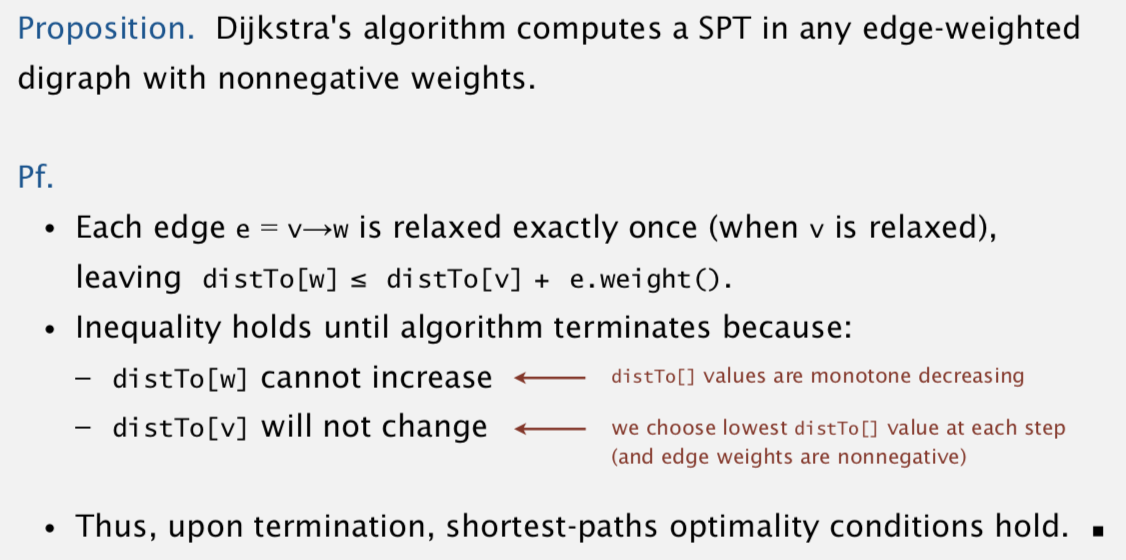 Proposition. Dijkstra's algorithm computes a SPT in any edge-weighted
digraph with nonnegative weights.
Pf.
• Each edge e = v→w is relaxed exactly once (when v is relaxed),
leaving distTo[w] ≤ distTo[v] + e.weight().
• Inequality holds until algorithm terminates because:
– distTo[w] cannot increase ← distTo[] values are monotone decreasing
– distTo[v] will not change ← we choose lowest distTo[] value at each step
(and edge weights are nonnegative)
• Thus, upon termination, shortest-paths optimality conditions hold. ▪